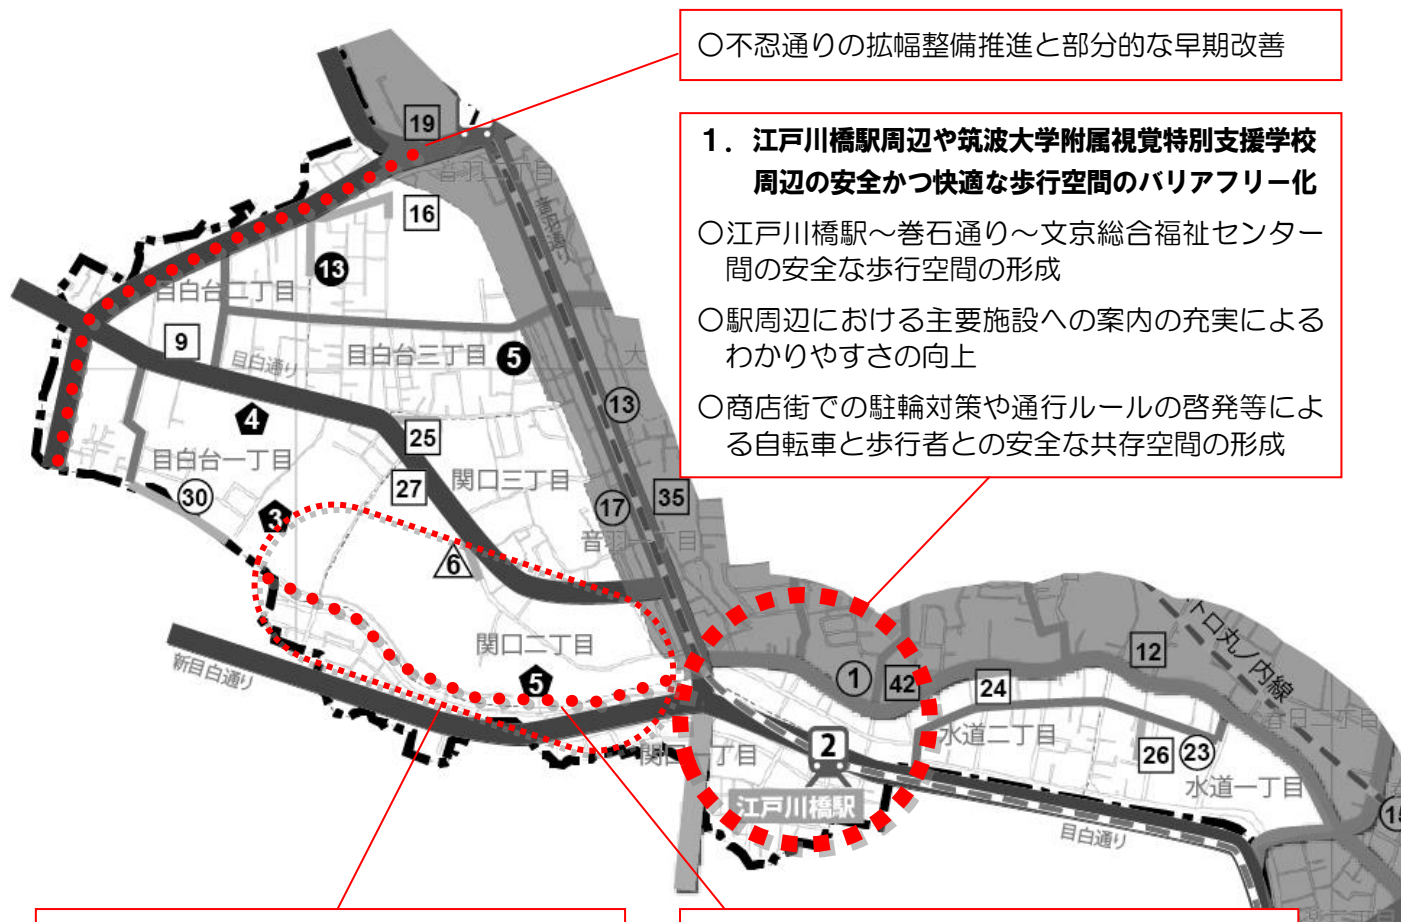 ○不忍通りの拡幅整備推進と部分的な早期改善
1．江戸川橋駅周辺や筑波大学附属視覚特別支援学校
周辺の安全かつ快適な歩行空間のバリアフリー化
○江戸川橋駅～巻石通り～文京総合福祉センター
間の安全な歩行空間の形成
○駅周辺における主要施設への案内の充実による
わかりやすさの向上
○商店街での駐輪対策や通行ルールの啓発等によ
る自転車と歩行者との安全な共存空間の形成
19
16
13
目白台二丁目
9
目白通り
目白台三丁目
5
大
13
4
25
目白台一丁目
27
関口三丁目
30
3
17
35
音羽一丁目
6
関口二丁目
新目白通り
5
1
42
24
12
トロ丸ノ内線
水道二丁目
26
23
水道一丁目
関口一丁目
2
江戸川橋駅
目白通り
15